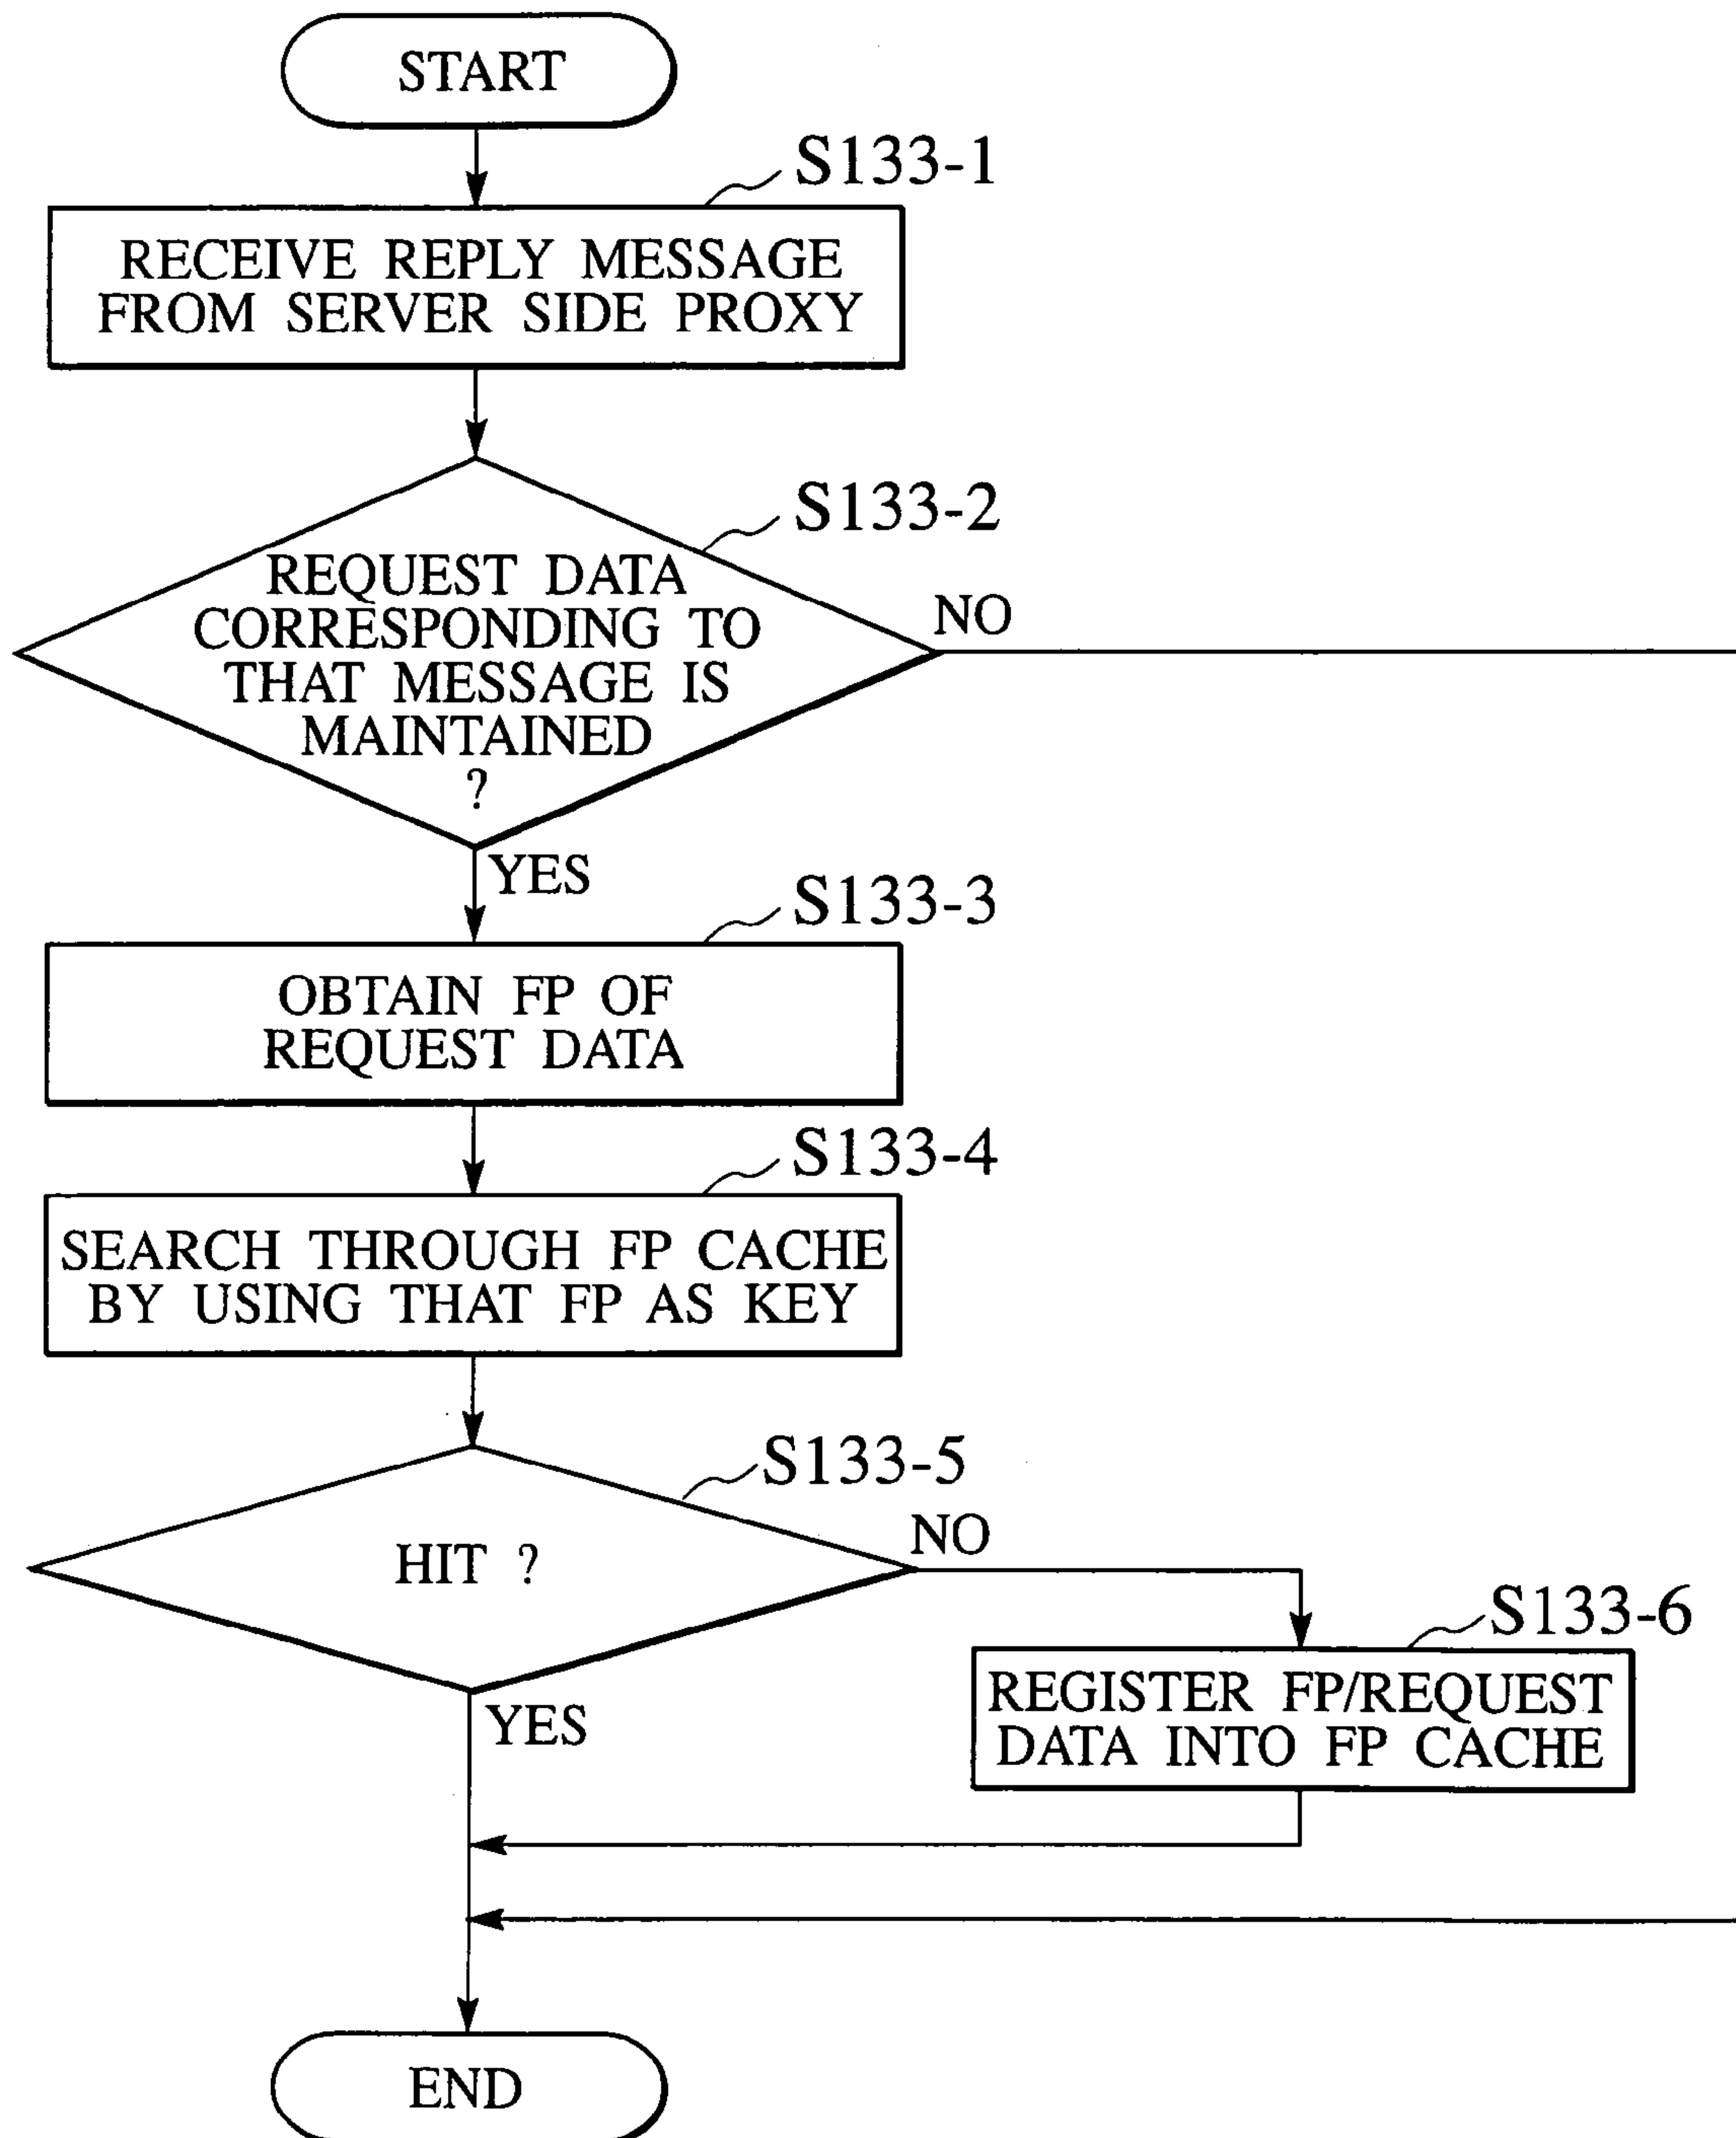 START
S133-1
RECEIVE REPLY MESSAGE
FROM SERVER SIDE PROXY
S133-2
REQUEST DATA
CORRESPONDING TO
THAT MESSAGE IS
MAINTAINED
?
NO
YES
S133-3
OBTAIN FP OF
REQUEST DATA
S133-4
SEARCH THROUGH FP CACHE
BY USING THAT FP AS KEY
S133-5
HIT ?
NO
S133-6
REGISTER FP/REQUEST
DATA INTO FP CACHE
YES
END